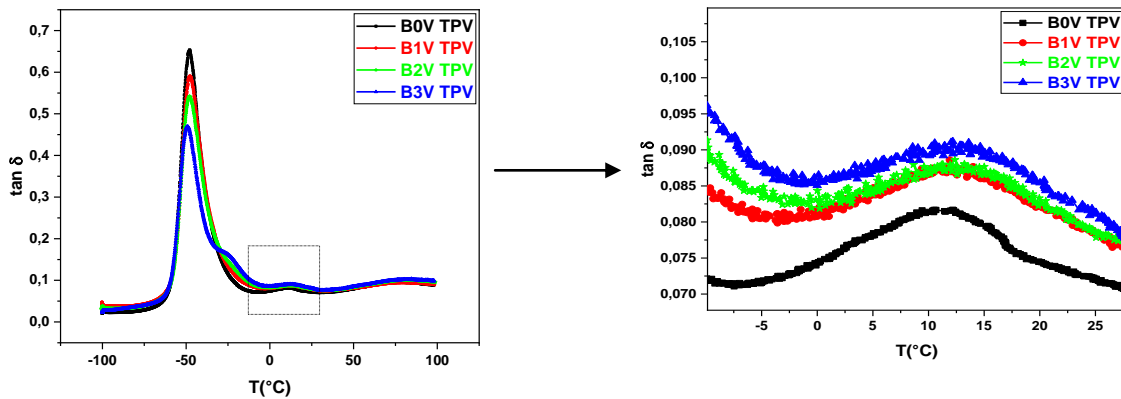 0,7
0,6
0,5
0,4
0,3
0,2
0,1
0,0
tan δ
-100
-50
0
50
100
T(°C)
B0V TPV
B1V TPV
B2V TPV
B3V TPV
0,105
0,100
0,095
0,090
0,085
0,080
0,075
0,070
tan δ
-5
0
5
10
15
20
25
T(°C)
B0V TPV
B1V TPV
B2V TPV
B3V TPV